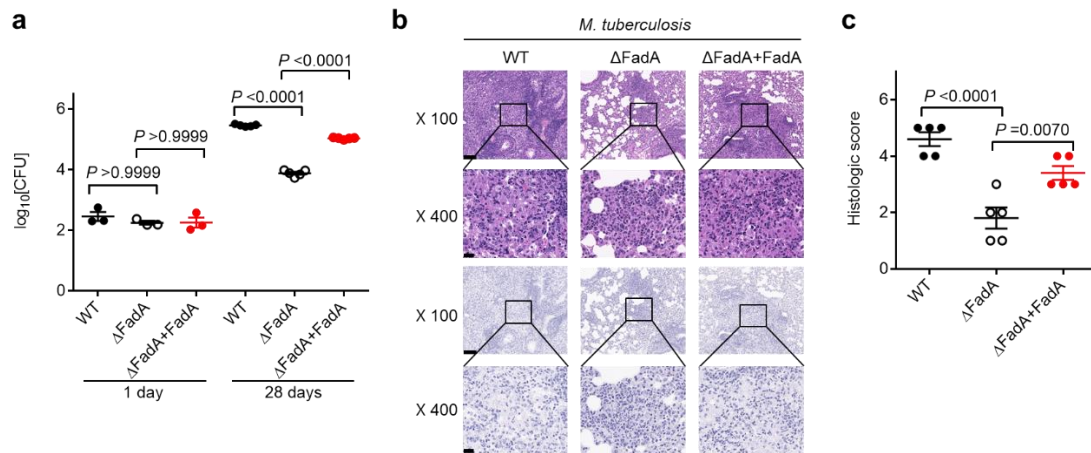 a
log10[CFU]
6
4
2
0
P >0.9999
P >0.9999
P <0.0001
P <0.0001
WT
ΔFadA
ΔFadA+FadA
WT
ΔFadA
ΔFadA+FadA
1 day
28 days
b
M. tuberculosis
WT
ΔFadA
ΔFadA+FadA
X 100
X 400
X 100
X 400
c
Histologic score
6
4
2
0
P <0.0001
P =0.0070
WT
ΔFadA
ΔFadA+FadA